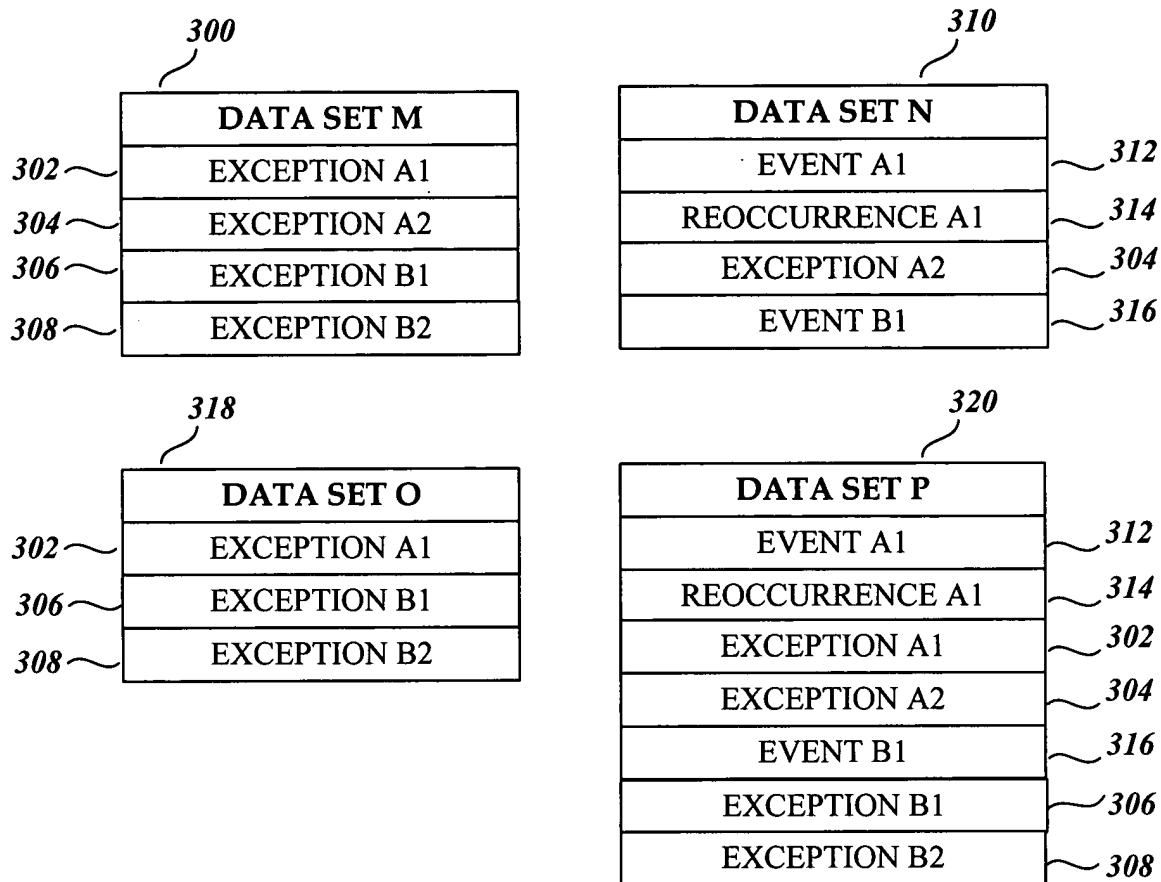 300
DATA SET M
302 EXCEPTION A1
304 EXCEPTION A2
306 EXCEPTION B1
308 EXCEPTION B2
310
DATA SET N
EVENT A1 312
REOCCURRENCE A1 314
EXCEPTION A2 304
EVENT B1 316
318
DATA SET O
302 EXCEPTION A1
306 EXCEPTION B1
308 EXCEPTION B2
320
DATA SET P
EVENT A1 312
REOCCURRENCE A1 314
EXCEPTION A1 302
EXCEPTION A2 304
EVENT B1 316
EXCEPTION B1 306
EXCEPTION B2 308